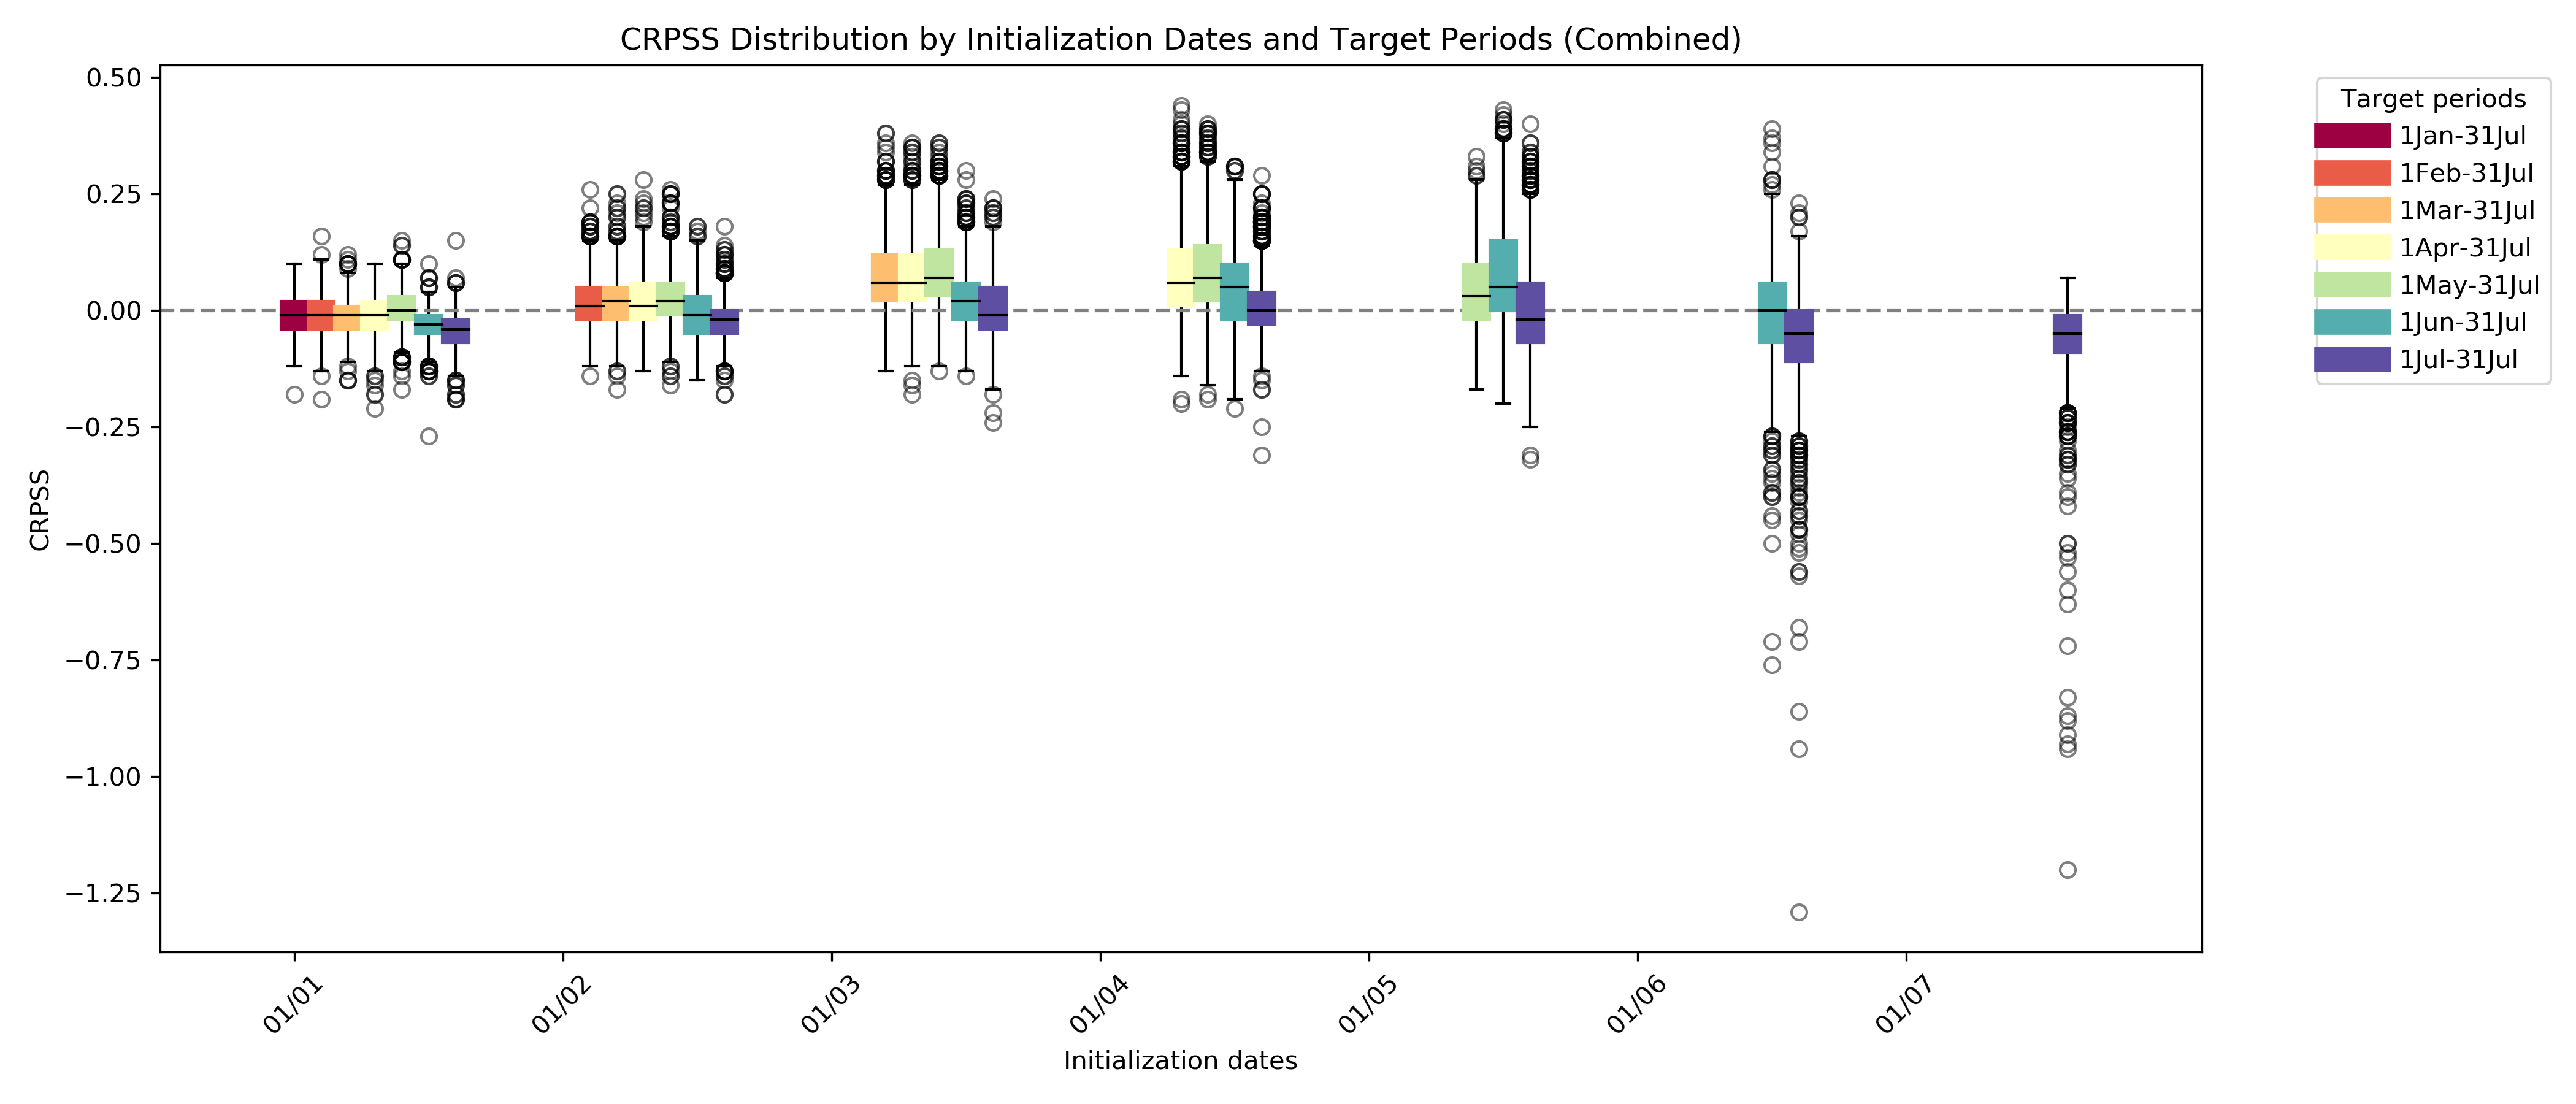 CRPSS Distribution by Initialization Dates and Target Periods (Combined)
CRPSS
0.50
0.25
0.00
−0.25
−0.50
−0.75
−1.00
−1.25
01/01
01/02
01/03
01/04
01/05
01/06
01/07
Initialization dates
Target periods
1Jan-31Jul
1Feb-31Jul
1Mar-31Jul
1Apr-31Jul
1May-31Jul
1Jun-31Jul
1Jul-31Jul